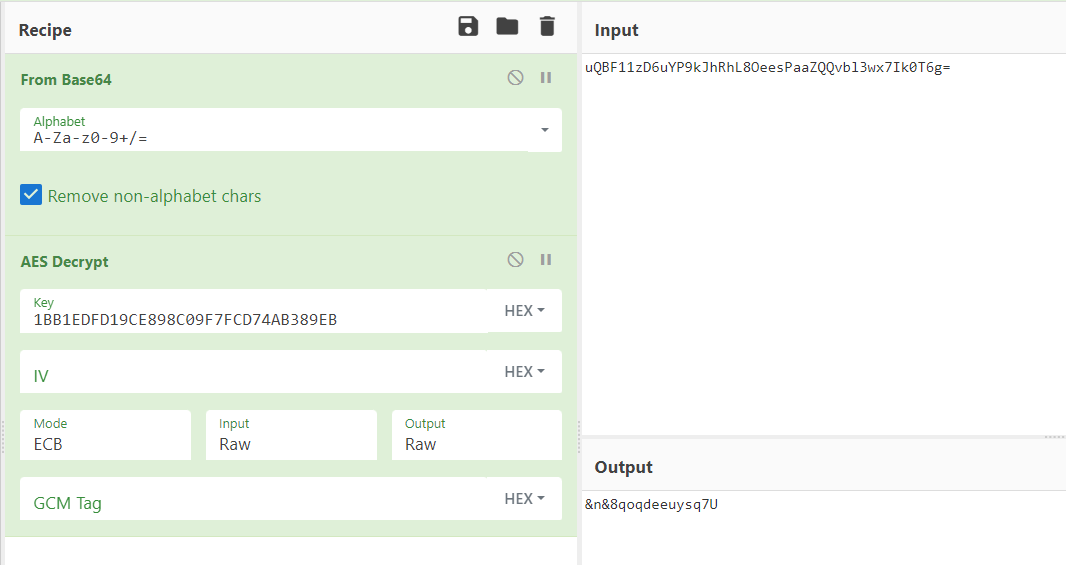 Recipe
From Base64
Alphabet
A-Za-z0-9+/=
Remove non-alphabet chars
AES Decrypt
Key
1BB1EDFD19CE898C09F7FCD74AB389EB
HEX
IV
HEX
Mode
ECB
Input
Raw
Output
Raw
GCM Tag
HEX
Input
uQBF11zD6uYP9kJhRhL8OeesPaaZQQvbl3wx7Ik0T6g=
Output
&n&8qoqdeeuysq7U